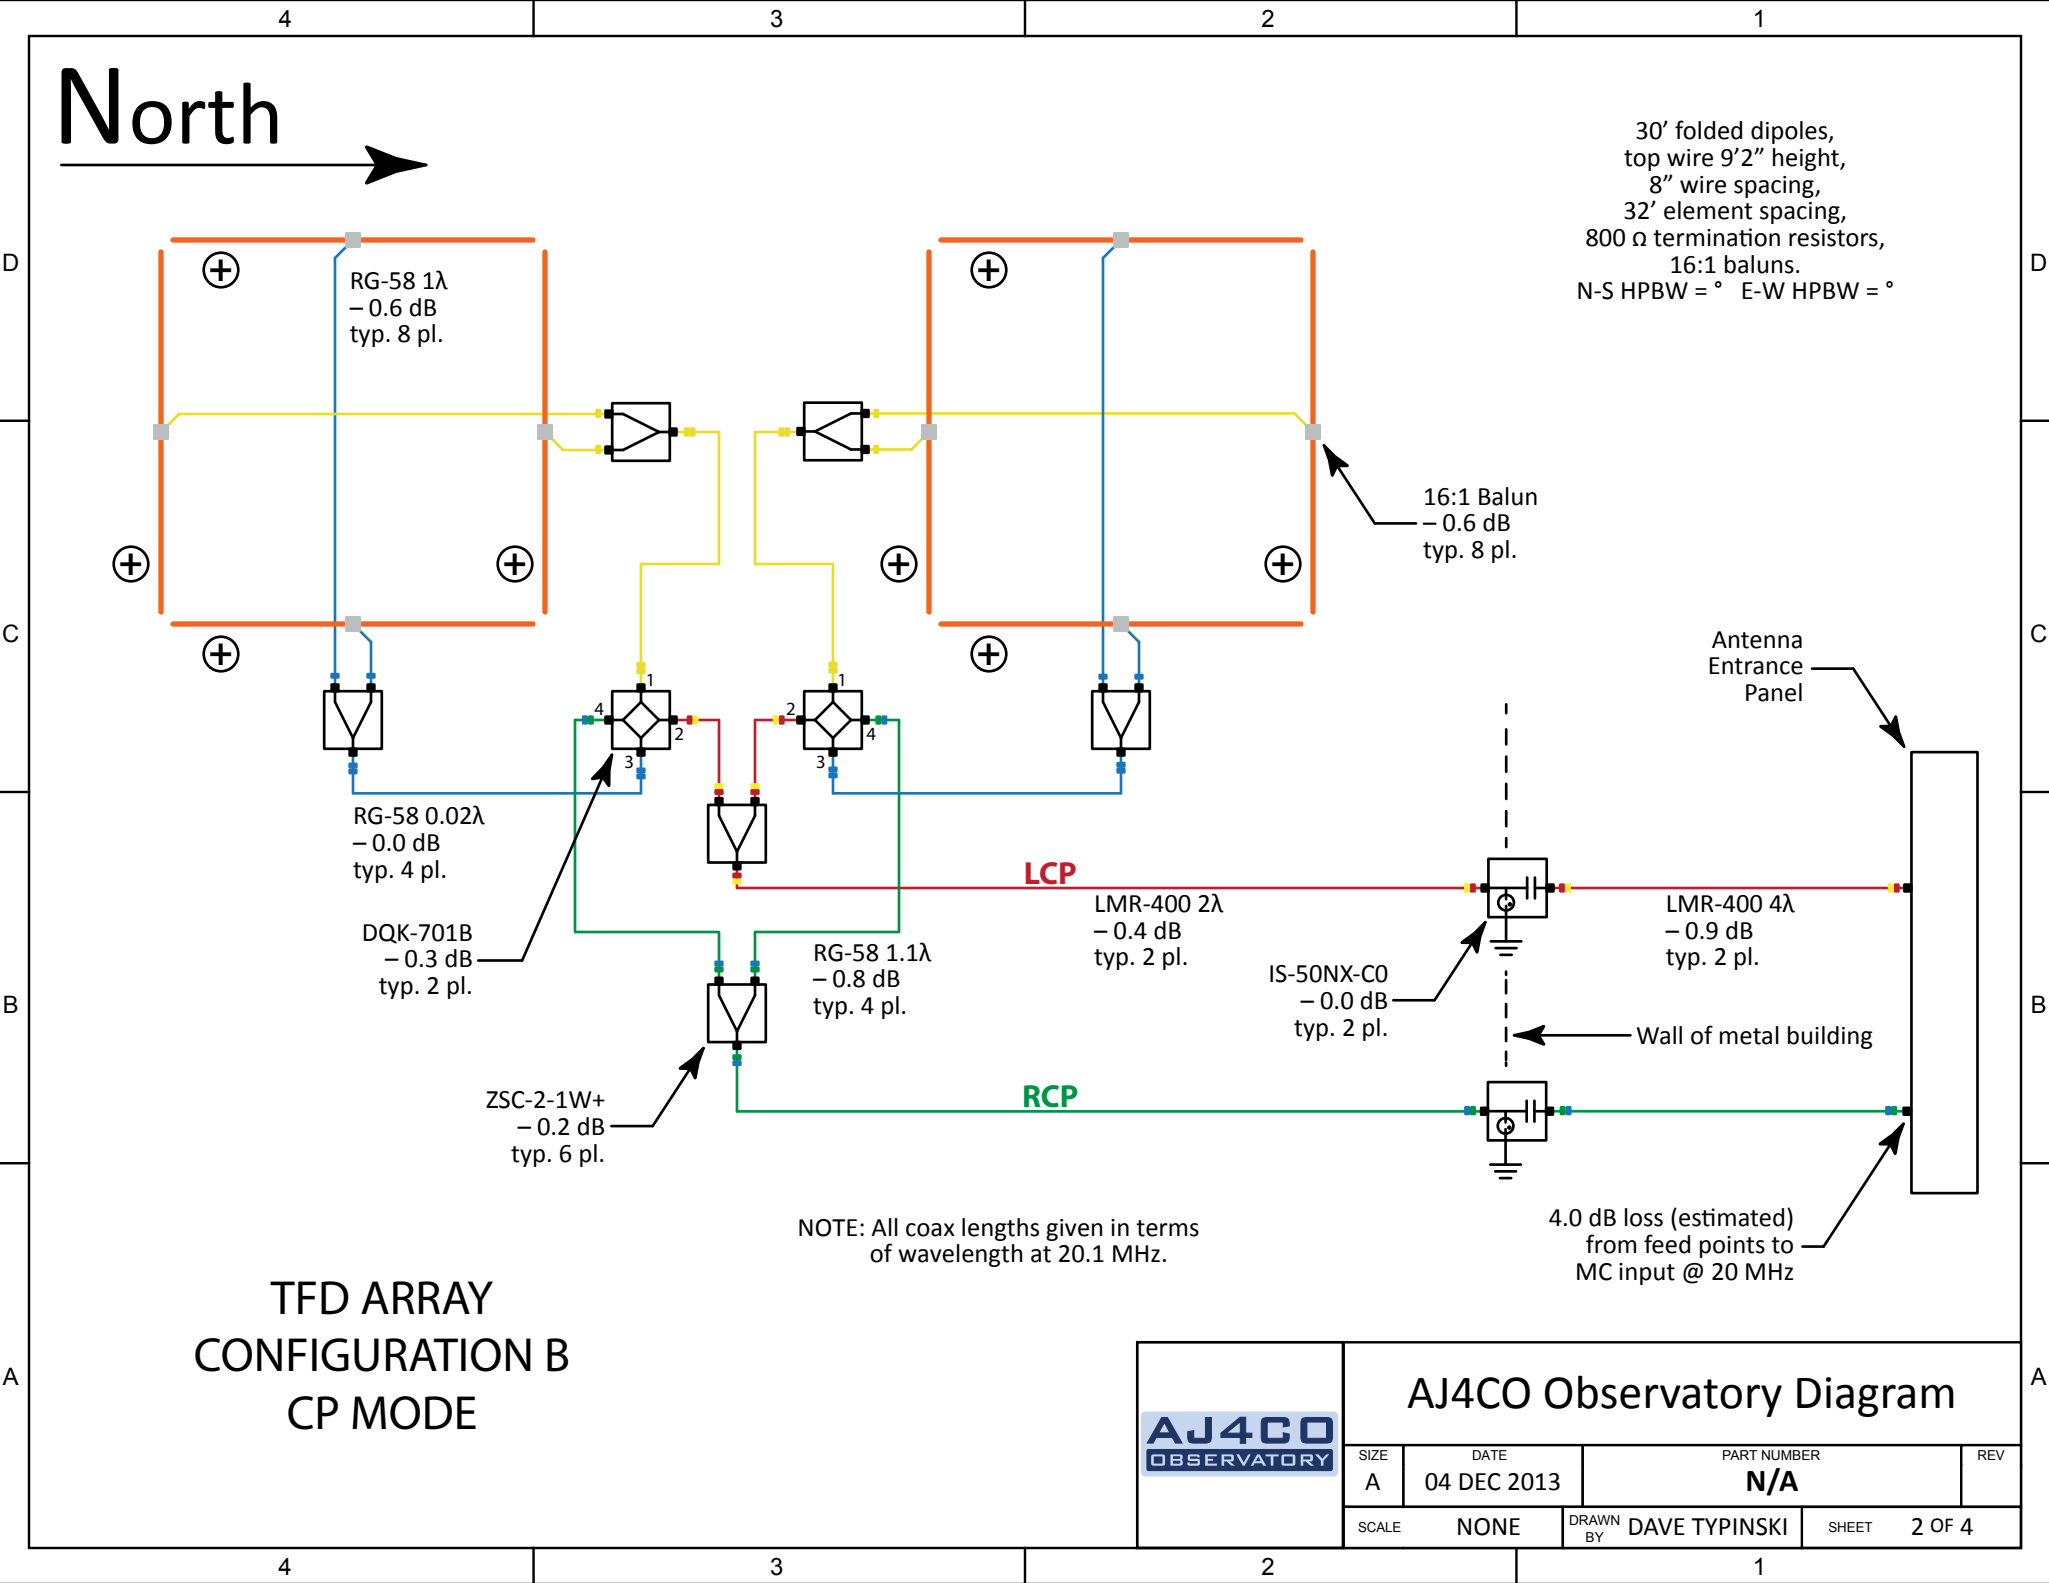 4 3 2 1
North
30’ folded dipoles,
top wire 9’2” height,
8” wire spacing,
32’ element spacing,
800 Ω termination resistors,
16:1 baluns.
N-S HPBW = ° E-W HPBW = °
D D
RG-58 1λ
– 0.6 dB
typ. 8 pl.
16:1 Balun
– 0.6 dB
typ. 8 pl.
C C
Antenna
Entrance
Panel
1
4
2
3
1
2
4
3
RG-58 0.02λ
– 0.0 dB
typ. 4 pl.
LCP
LMR-400 2λ
– 0.4 dB
typ. 2 pl.
LMR-400 4λ
– 0.9 dB
typ. 2 pl.
DQK-701B
– 0.3 dB
typ. 2 pl.
RG-58 1.1λ
– 0.8 dB
typ. 4 pl.
IS-50NX-C0
– 0.0 dB
typ. 2 pl.
B B
Wall of metal building
ZSC-2-1W+
– 0.2 dB
typ. 6 pl.
RCP
NOTE: All coax lengths given in terms
of wavelength at 20.1 MHz.
4.0 dB loss (estimated)
from feed points to
MC input @ 20 MHz
TFD ARRAY
CONFIGURATION B
CP MODE
A A
AJ4CO
OBSERVATORY
AJ4CO Observatory Diagram
SIZE
A
DATE
04 DEC 2013
PART NUMBER
N/A
REV
SCALE NONE
DRAWN
BY
DAVE TYPINSKI
SHEET 2 OF 4
4 3 2 1